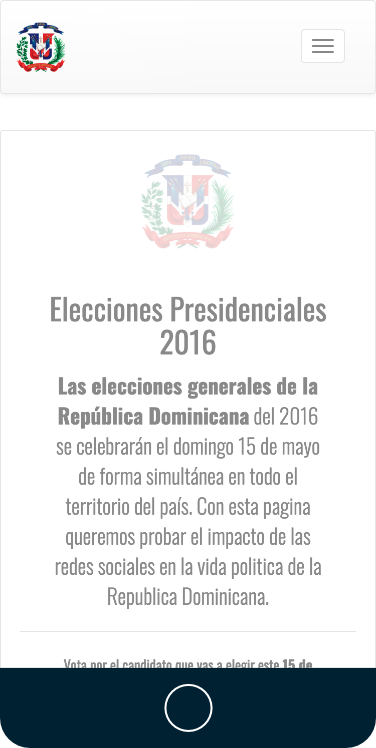 Elecciones Presidenciales
2016
Las elecciones generales de la
República Dominicana del 2016
se celebrarán el domingo 15 de mayo
de forma simultánea en todo el
territorio del país. Con esta pagina
queremos probar el impacto de las
redes sociales en la vida politica de la
Republica Dominicana.
Vota por el candidato que vas a elegir este 15 de